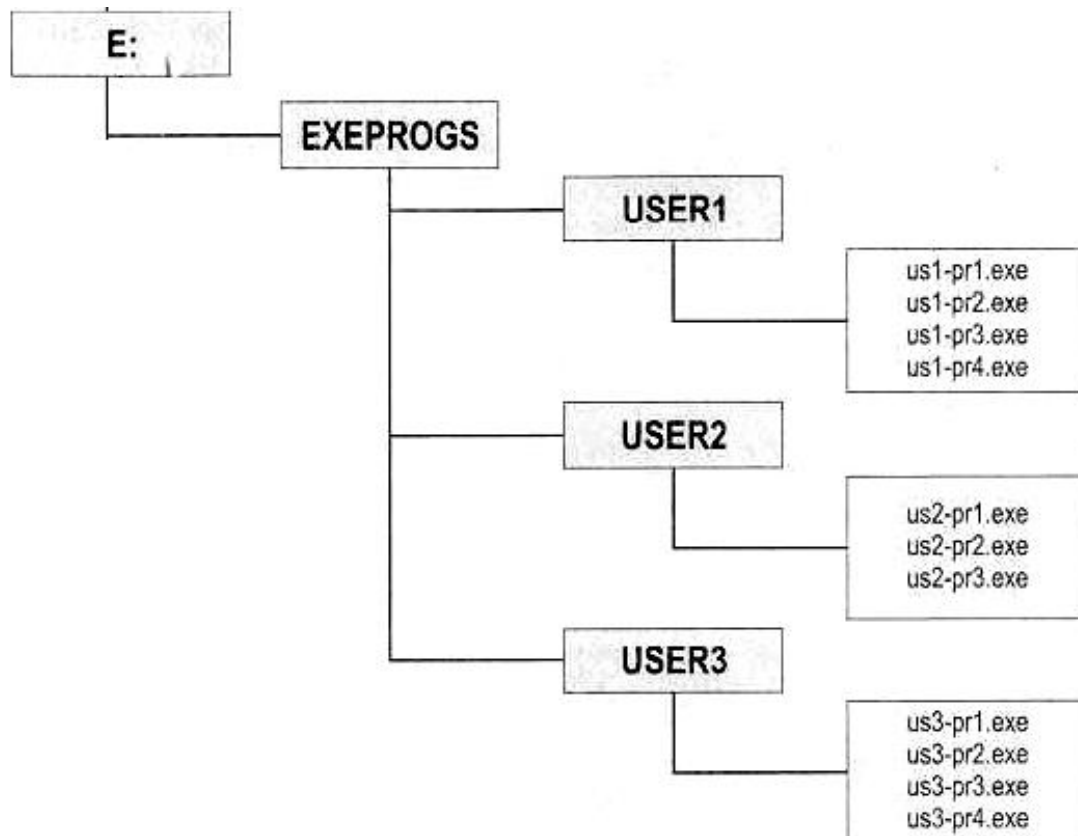 E:
EXEPROGS
USER1
us1-pr1.exe
us1-pr2.exe
us1-pr3.exe
us1-pr4.exe
USER2
us2-pr1.exe
us2-pr2.exe
us2-pr3.exe
USER3
us3-pr1.exe
us3-pr2.exe
us3-pr3.exe
us3-pr4.exe